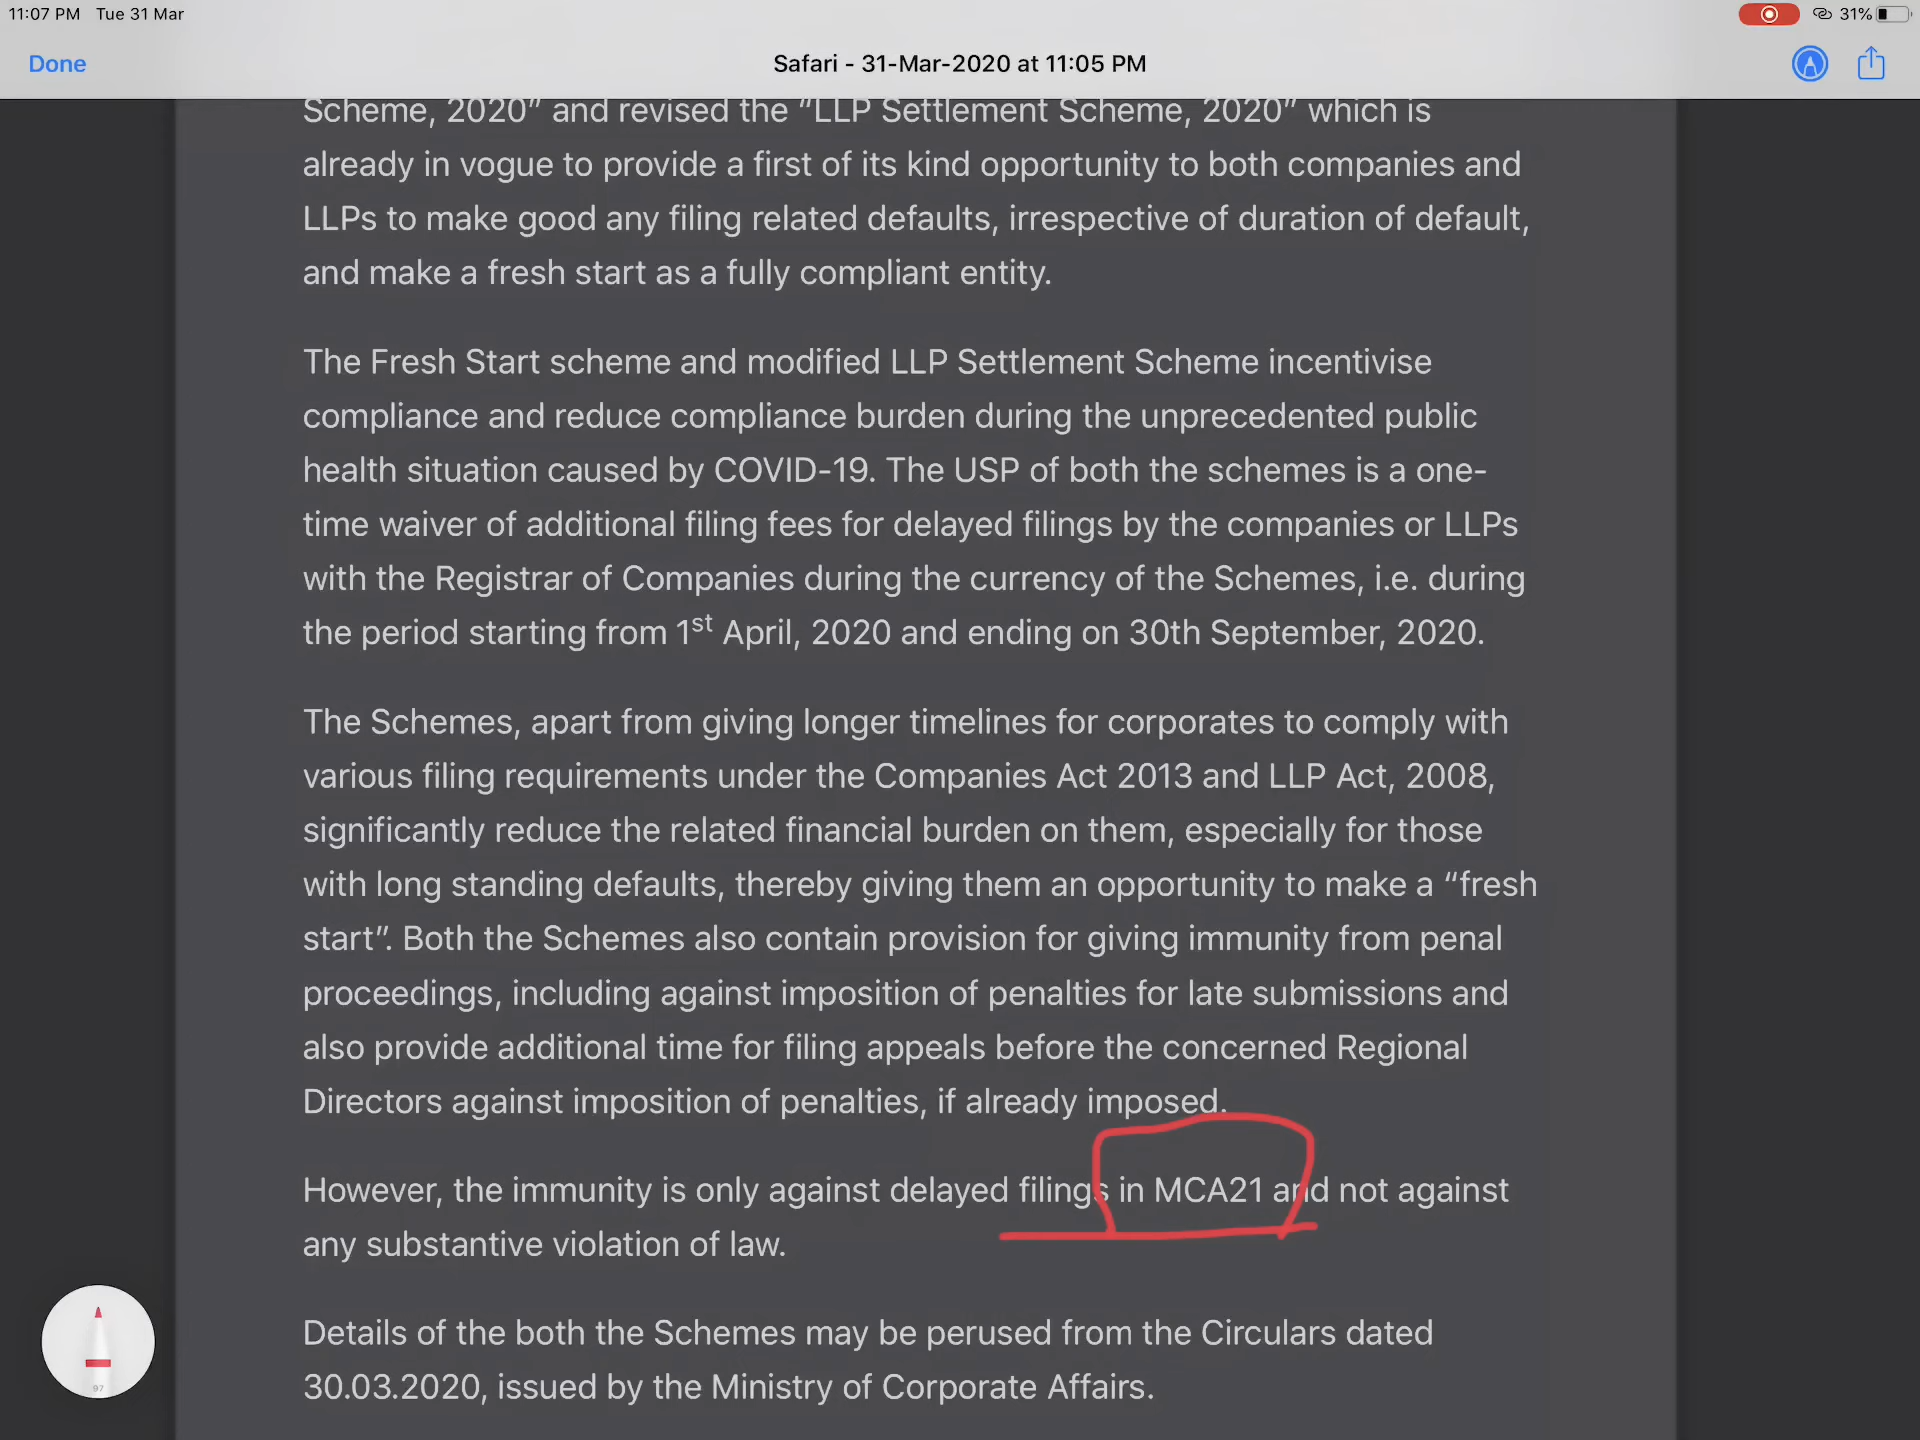 11:07 PM Tue 31 Mar
31%
Done
Safari - 31-Mar-2020 at 11:05 PM
Scheme, 2020” and revised the “LLP Settlement Scheme, 2020” which is
already in vogue to provide a first of its kind opportunity to both companies and
LLPs to make good any filing related defaults, irrespective of duration of default,
and make a fresh start as a fully compliant entity.
The Fresh Start scheme and modified LLP Settlement Scheme incentivise
compliance and reduce compliance burden during the unprecedented public
health situation caused by COVID-19. The USP of both the schemes is a one-
time waiver of additional filing fees for delayed filings by the companies or LLPs
with the Registrar of Companies during the currency of the Schemes, i.e. during
the period starting from 1st April, 2020 and ending on 30th September, 2020.
The Schemes, apart from giving longer timelines for corporates to comply with
various filing requirements under the Companies Act 2013 and LLP Act, 2008,
significantly reduce the related financial burden on them, especially for those
with long standing defaults, thereby giving them an opportunity to make a “fresh
start”. Both the Schemes also contain provision for giving immunity from penal
proceedings, including against imposition of penalties for late submissions and
also provide additional time for filing appeals before the concerned Regional
Directors against imposition of penalties, if already imposed.
However, the immunity is only against delayed filings in MCA21 and not against
any substantive violation of law.
Details of the both the Schemes may be perused from the Circulars dated
30.03.2020, issued by the Ministry of Corporate Affairs.
97